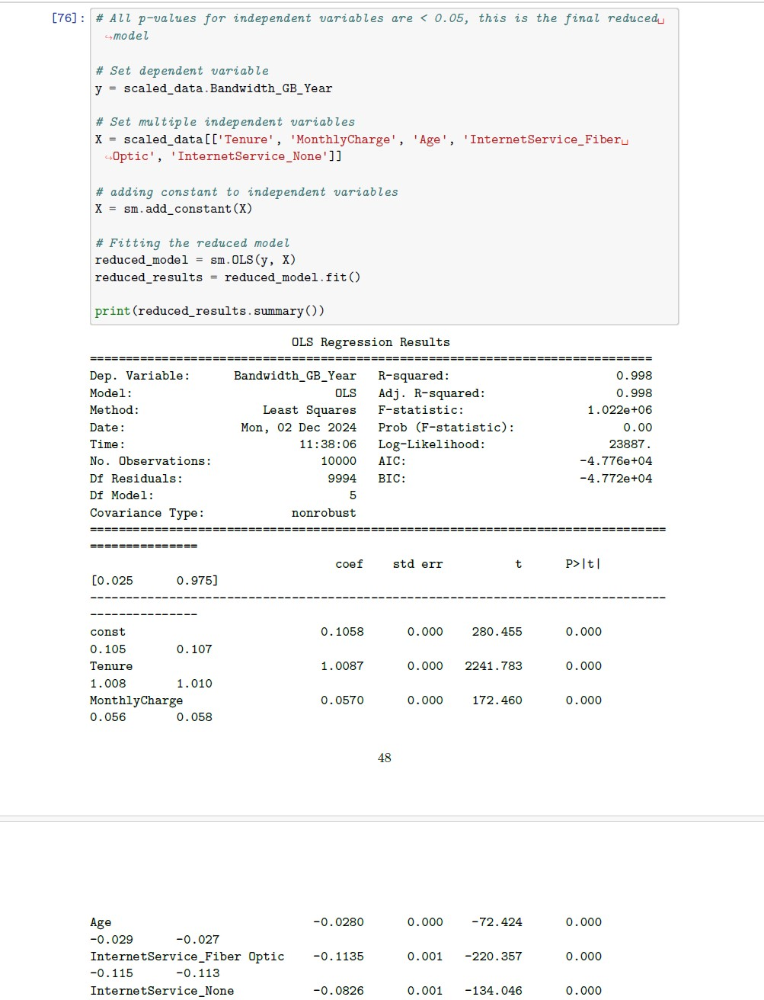 [76]: # All p-values for independent variables are < 0.05, this is the final reduced␣
↪model
# Set dependent variable
y = scaled_data.Bandwidth_GB_Year
# Set multiple independent variables
X = scaled_data[['Tenure', 'MonthlyCharge', 'Age', 'InternetService_Fiber␣
↪Optic', 'InternetService_None']]
# adding constant to independent variables
X = sm.add_constant(X)
# Fitting the reduced model
reduced_model = sm.OLS(y, X)
reduced_results = reduced_model.fit()
print(reduced_results.summary())
OLS Regression Results
==============================================================================
Dep. Variable: Bandwidth_GB_Year R-squared: 0.998
Model: OLS Adj. R-squared: 0.998
Method: Least Squares F-statistic: 1.022e+06
Date: Mon, 02 Dec 2024 Prob (F-statistic): 0.00
Time: 11:38:06 Log-Likelihood: 23887.
No. Observations: 10000 AIC: -4.776e+04
Df Residuals: 9994 BIC: -4.772e+04
Df Model: 5
Covariance Type: nonrobust
================================================================================
===============
coef std err t P>|t|
[0.025 0.975]
--------------------------------------------------------------------------------
---------------
const 0.1058 0.000 280.455 0.000
0.105 0.107
Tenure 1.0087 0.000 2241.783 0.000
1.008 1.010
MonthlyCharge 0.0570 0.000 172.460 0.000
0.056 0.058
48
Age -0.0280 0.000 -72.424 0.000
-0.029 -0.027
InternetService_Fiber Optic -0.1135 0.001 -220.357 0.000
-0.115 -0.113
InternetService_None -0.0826 0.001 -134.046 0.000